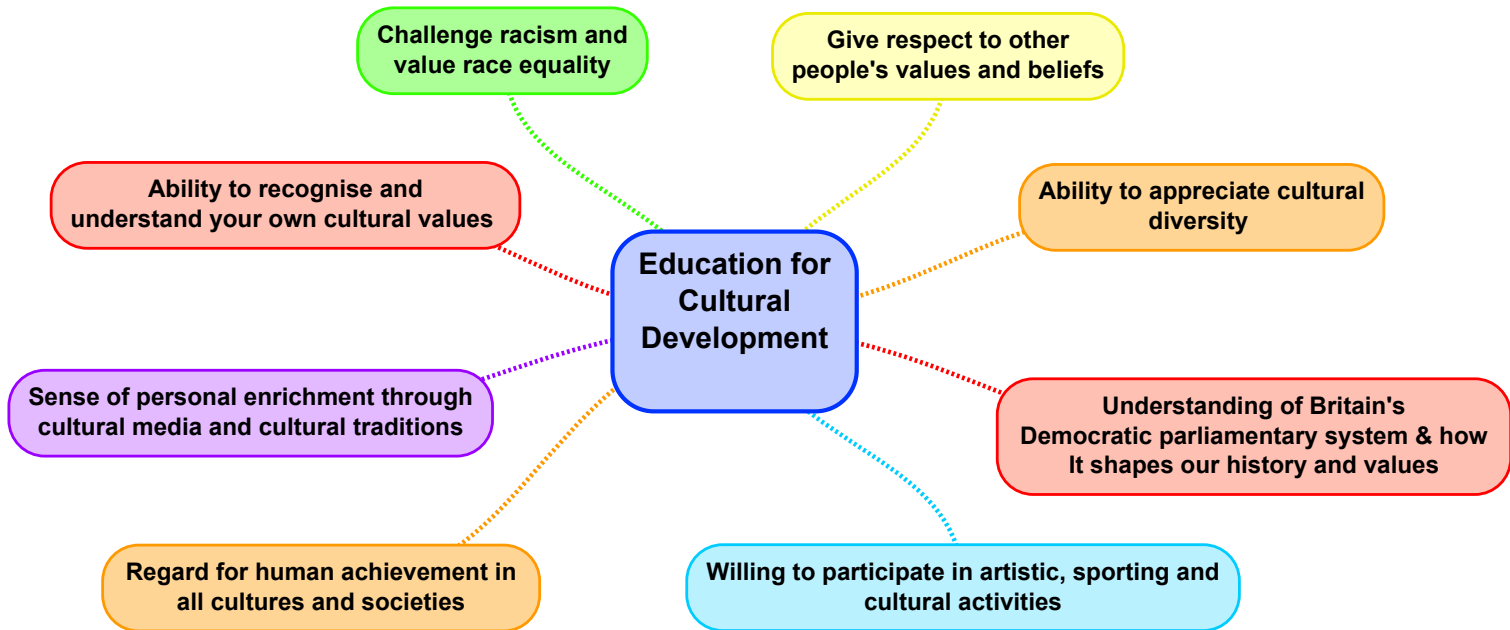 Challenge racism and
value race equality
Give respect to other
people's values and beliefs
Ability to recognise and
understand your own cultural values
Ability to appreciate cultural
diversity
Education for
Cultural
Development
Sense of personal enrichment through
cultural media and cultural traditions
Understanding of Britain's
Democratic parliamentary system & how
It shapes our history and values
Regard for human achievement in
all cultures and societies
Willing to participate in artistic, sporting and
cultural activities